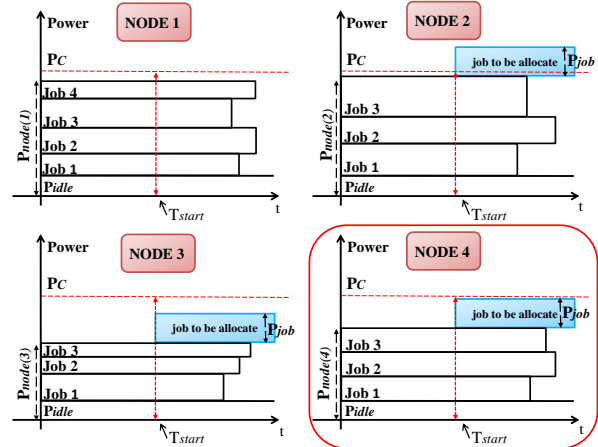 Power
NODE 1
PC
Pnode(1)
Job 4
Job 3
Job 2
Job 1
Pidle
Tstart
t
Power
NODE 2
PC
job to be allocate
Pjob
Pnode(2)
Job 3
Job 2
Job 1
Pidle
Tstart
t
Power
NODE 3
PC
job to be allocate
Pjob
Pnode(3)
Job 3
Job 2
Job 1
Pidle
Tstart
t
Power
NODE 4
PC
job to be allocate
Pjob
Pnode(4)
Job 3
Job 2
Job 1
Pidle
Tstart
t